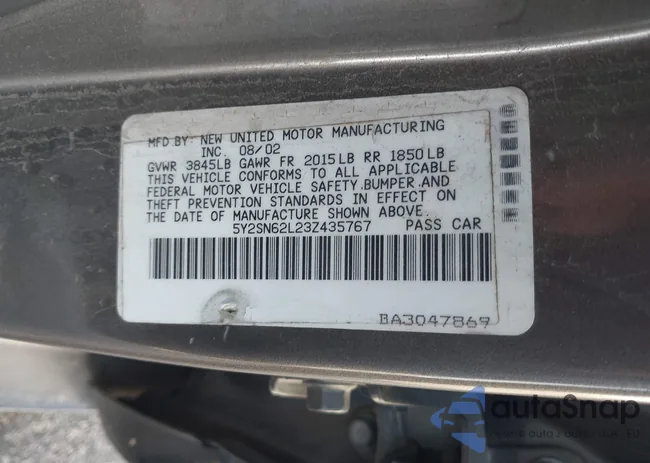 MFD.BY: NEW UNITED MOTOR MANUFACTURING
INC. 08/02
GVWR 3845LB GAWR FR 2015LB RR 1850LB
THIS VEHICLE CONFORMS TO ALL APPLICABLE
FEDERAL MOTOR VEHICLE SAFETY,BUMPER,AND
THEFT PREVENTION STANDARDS IN EFFECT ON
THE DATE OF MANUFACTURE SHOWN ABOVE.
5Y2SN62L23Z435767 PASS CAR
BA3047869
autoSnap